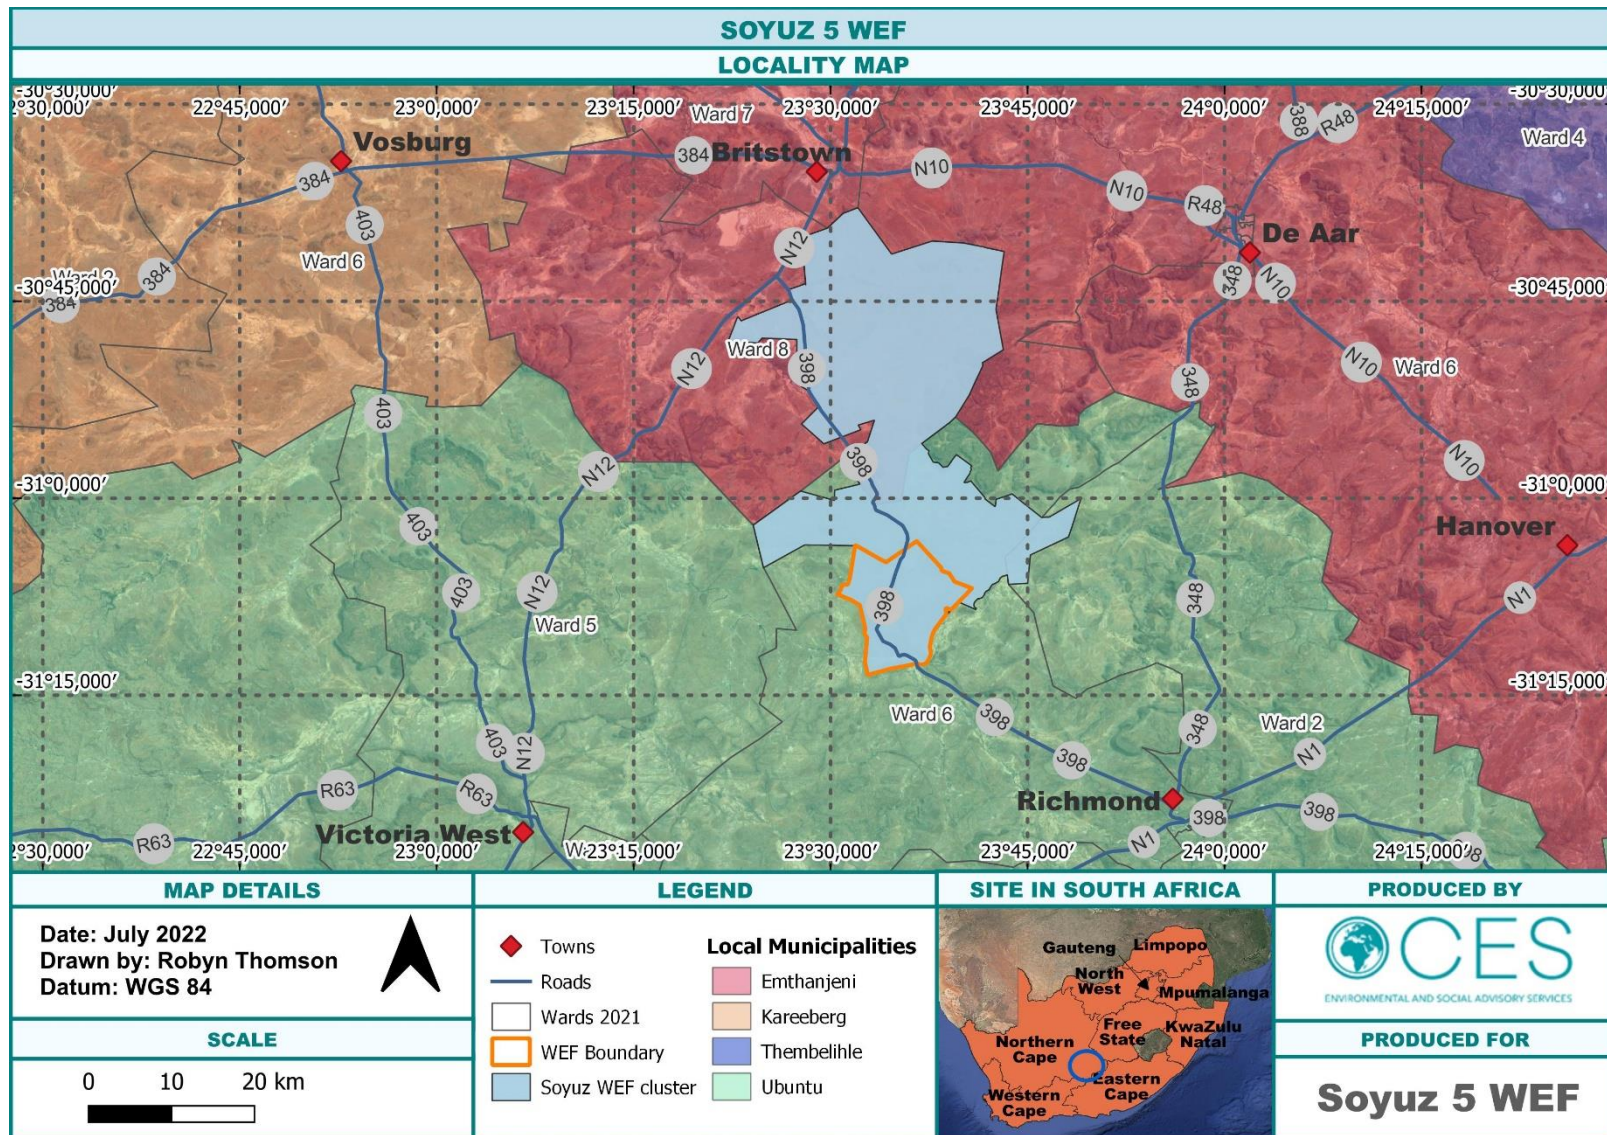 SOYUZ 5 WEF
LOCALITY MAP
-30°30,000′ -30°30,000′
2°30,000′ 22°45,000′ 23°0,000′ 23°15,000′ 23°30,000′ 23°45,000′ 24°0,000′ 24°15,000′
Ward 7
388
R48
Ward 4
Vosburg
384
Britstown
N10
384
N10
R48
403
De Aar
N12
Ward 6
384
348
N10
384
-30°45,000′ -30°45,000′
Ward 8
N12
398
N10
Ward 6
348
403
398
N12
N10
-31°0,000′ -31°0,000′
403
Hanover
403
N12
398
348
N1
Ward 5
-31°15,000′ -31°15,000′
Ward 6
398
Ward 2
348
403
N12
398
N1
R63
R63
Richmond
398
398
Victoria West
R63
N1
2°30,000′ 22°45,000′ 23°0,000′ 23°15,000′ 23°30,000′ 23°45,000′ 24°0,000′ 24°15,000′
MAP DETAILS
Date: July 2022
Drawn by: Robyn Thomson
Datum: WGS 84
SCALE
0 10 20 km
LEGEND
Towns
Roads
Wards 2021
WEF Boundary
Soyuz WEF cluster
Local Municipalities
Emthanjeni
Kareeberg
Thembelihle
Ubuntu
SITE IN SOUTH AFRICA
Gauteng
Limpopo
North
West
Mpumalanga
Free
State
KwaZulu
Natal
Northern
Cape
Eastern
Cape
Western
Cape
PRODUCED BY
CES
ENVIRONMENTAL AND SOCIAL ADVISORY SERVICES
PRODUCED FOR
Soyuz 5 WEF